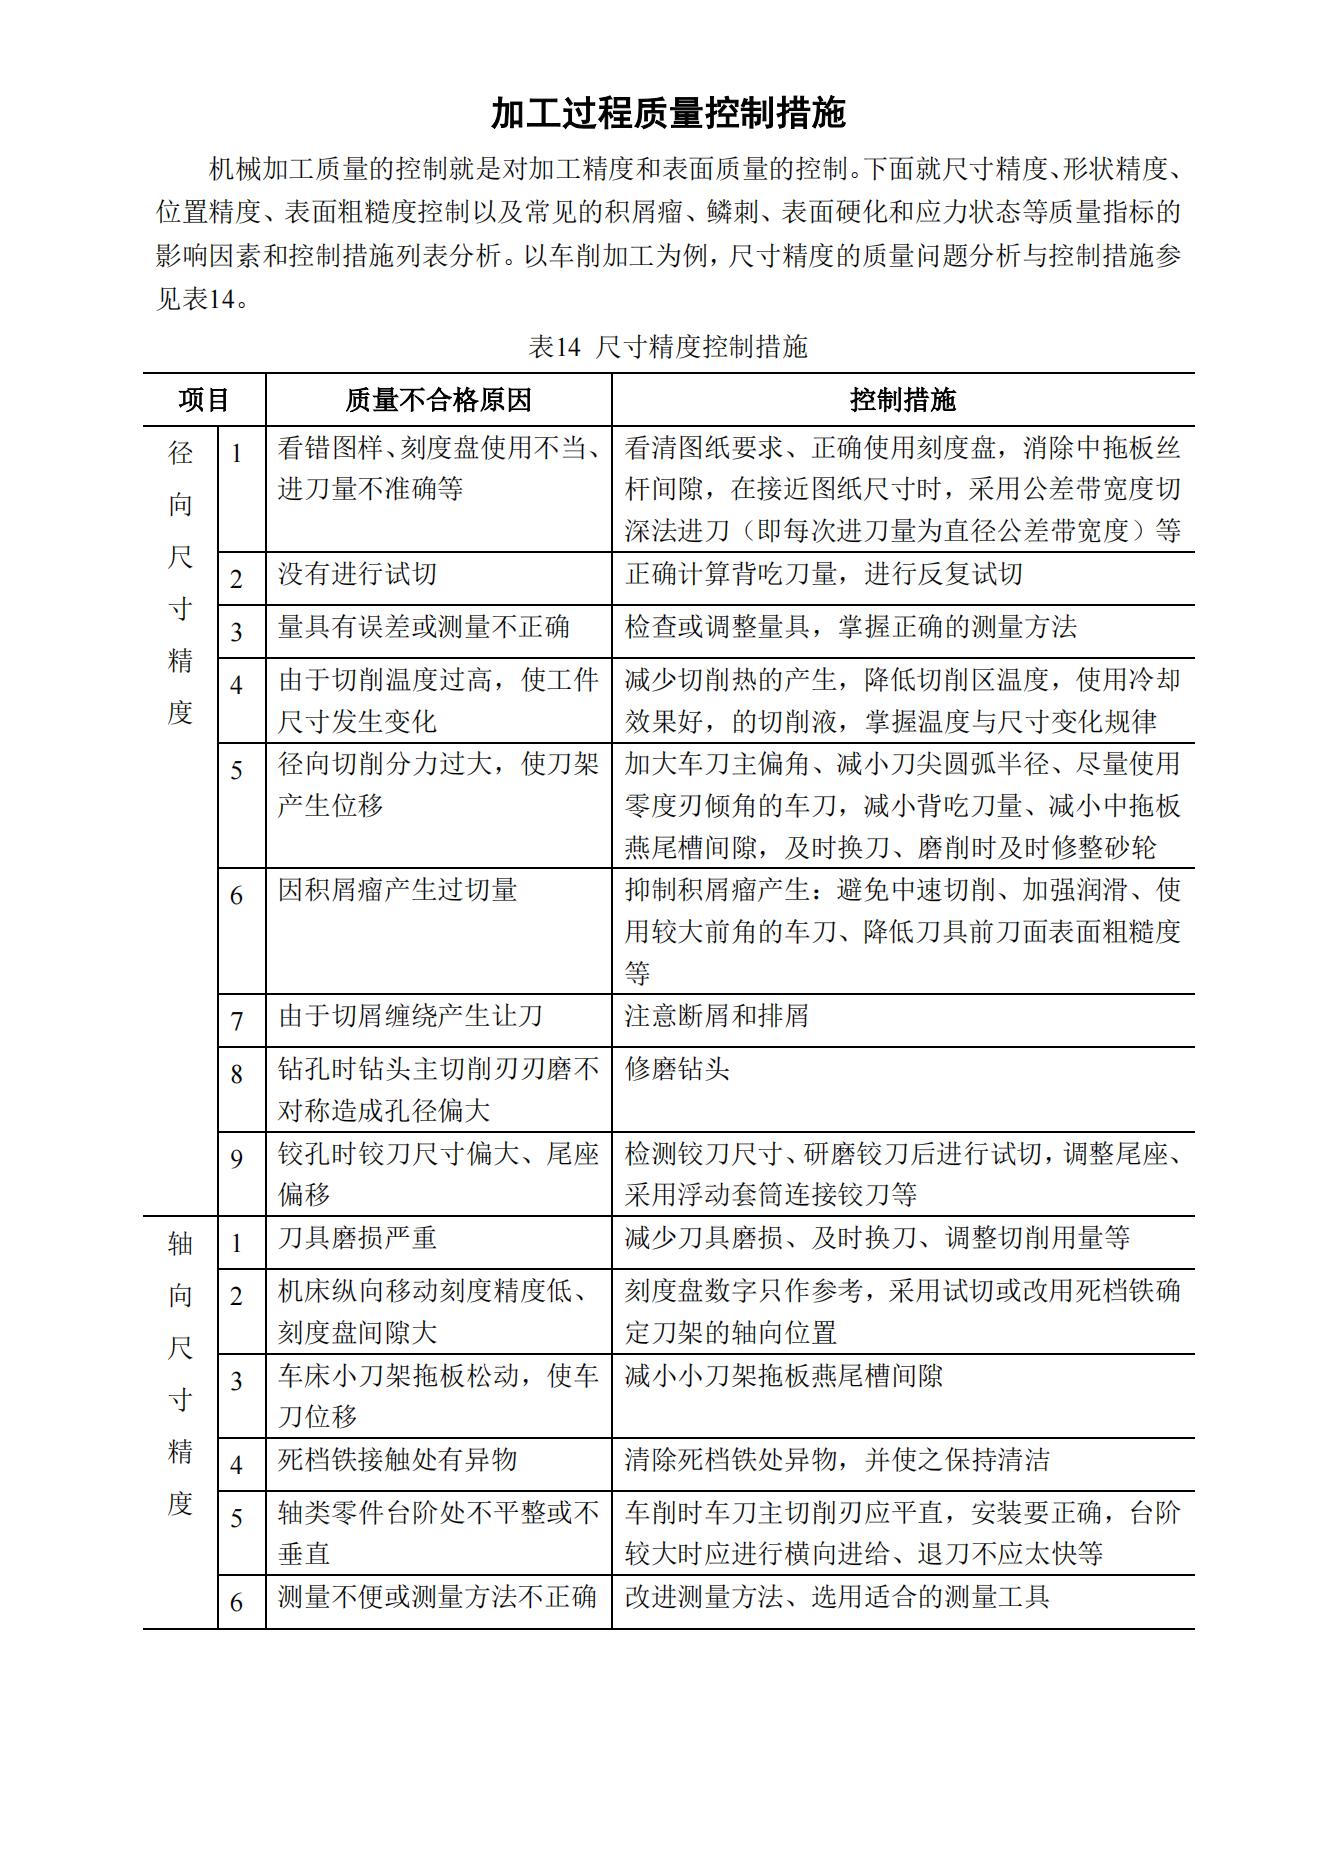 加工过程质量控制措施
机械加工质量的控制就是对加工精度和表面质量的控制。下面就尺寸精度、形状精度、
位置精度、表面粗糙度控制以及常见的积屑瘤、鳞刺、表面硬化和应力状态等质量指标的
影响因素和控制措施列表分析。以车削加工为例，尺寸精度的质量问题分析与控制措施参
见表14。
表14 尺寸精度控制措施
项目 质量不合格原因 控制措施
径向尺寸精度
1 看错图样、刻度盘使用不当、 看清图纸要求、正确使用刻度盘，消除中拖板丝
进刀量不准确等 杆间隙，在接近图纸尺寸时，采用公差带宽度切
深法进刀（即每次进刀量为直径公差带宽度）等
2 没有进行试切 正确计算背吃刀量，进行反复试切
3 量具有误差或测量不正确 检查或调整量具，掌握正确的测量方法
4 由于切削温度过高，使工件 减少切削热的产生，降低切削区温度，使用冷却
尺寸发生变化 效果好，的切削液，掌握温度与尺寸变化规律
5 径向切削分力过大，使刀架 加大车刀主偏角、减小刀尖圆弧半径、尽量使用
产生位移 零度刃倾角的车刀，减小背吃刀量、减小中拖板
燕尾槽间隙，及时换刀、磨削时及时修整砂轮
6 因积屑瘤产生过切量 抑制积屑瘤产生：避免中速切削、加强润滑、使
用较大前角的车刀、降低刀具前刀面表面粗糙度
等
7 由于切屑缠绕产生让刀 注意断屑和排屑
8 钻孔时钻头主切削刃刃磨不 修磨钻头
对称造成孔径偏大
9 铰孔时铰刀尺寸偏大、尾座 检测铰刀尺寸、研磨铰刀后进行试切，调整尾座、
偏移 采用浮动套筒连接铰刀等
轴向尺寸精度
1 刀具磨损严重 减少刀具磨损、及时换刀、调整切削用量等
2 机床纵向移动刻度精度低、 刻度盘数字只作参考，采用试切或改用死档铁确
刻度盘间隙大 定刀架的轴向位置
3 车床小刀架拖板松动，使车 减小小刀架拖板燕尾槽间隙
刀位移
4 死档铁接触处有异物 清除死档铁处异物，并使之保持清洁
5 轴类零件台阶处不平整或不 车削时车刀主切削刃应平直，安装要正确，台阶
垂直 较大时应进行横向进给、退刀不应太快等
6 测量不便或测量方法不正确 改进测量方法、选用适合的测量工具